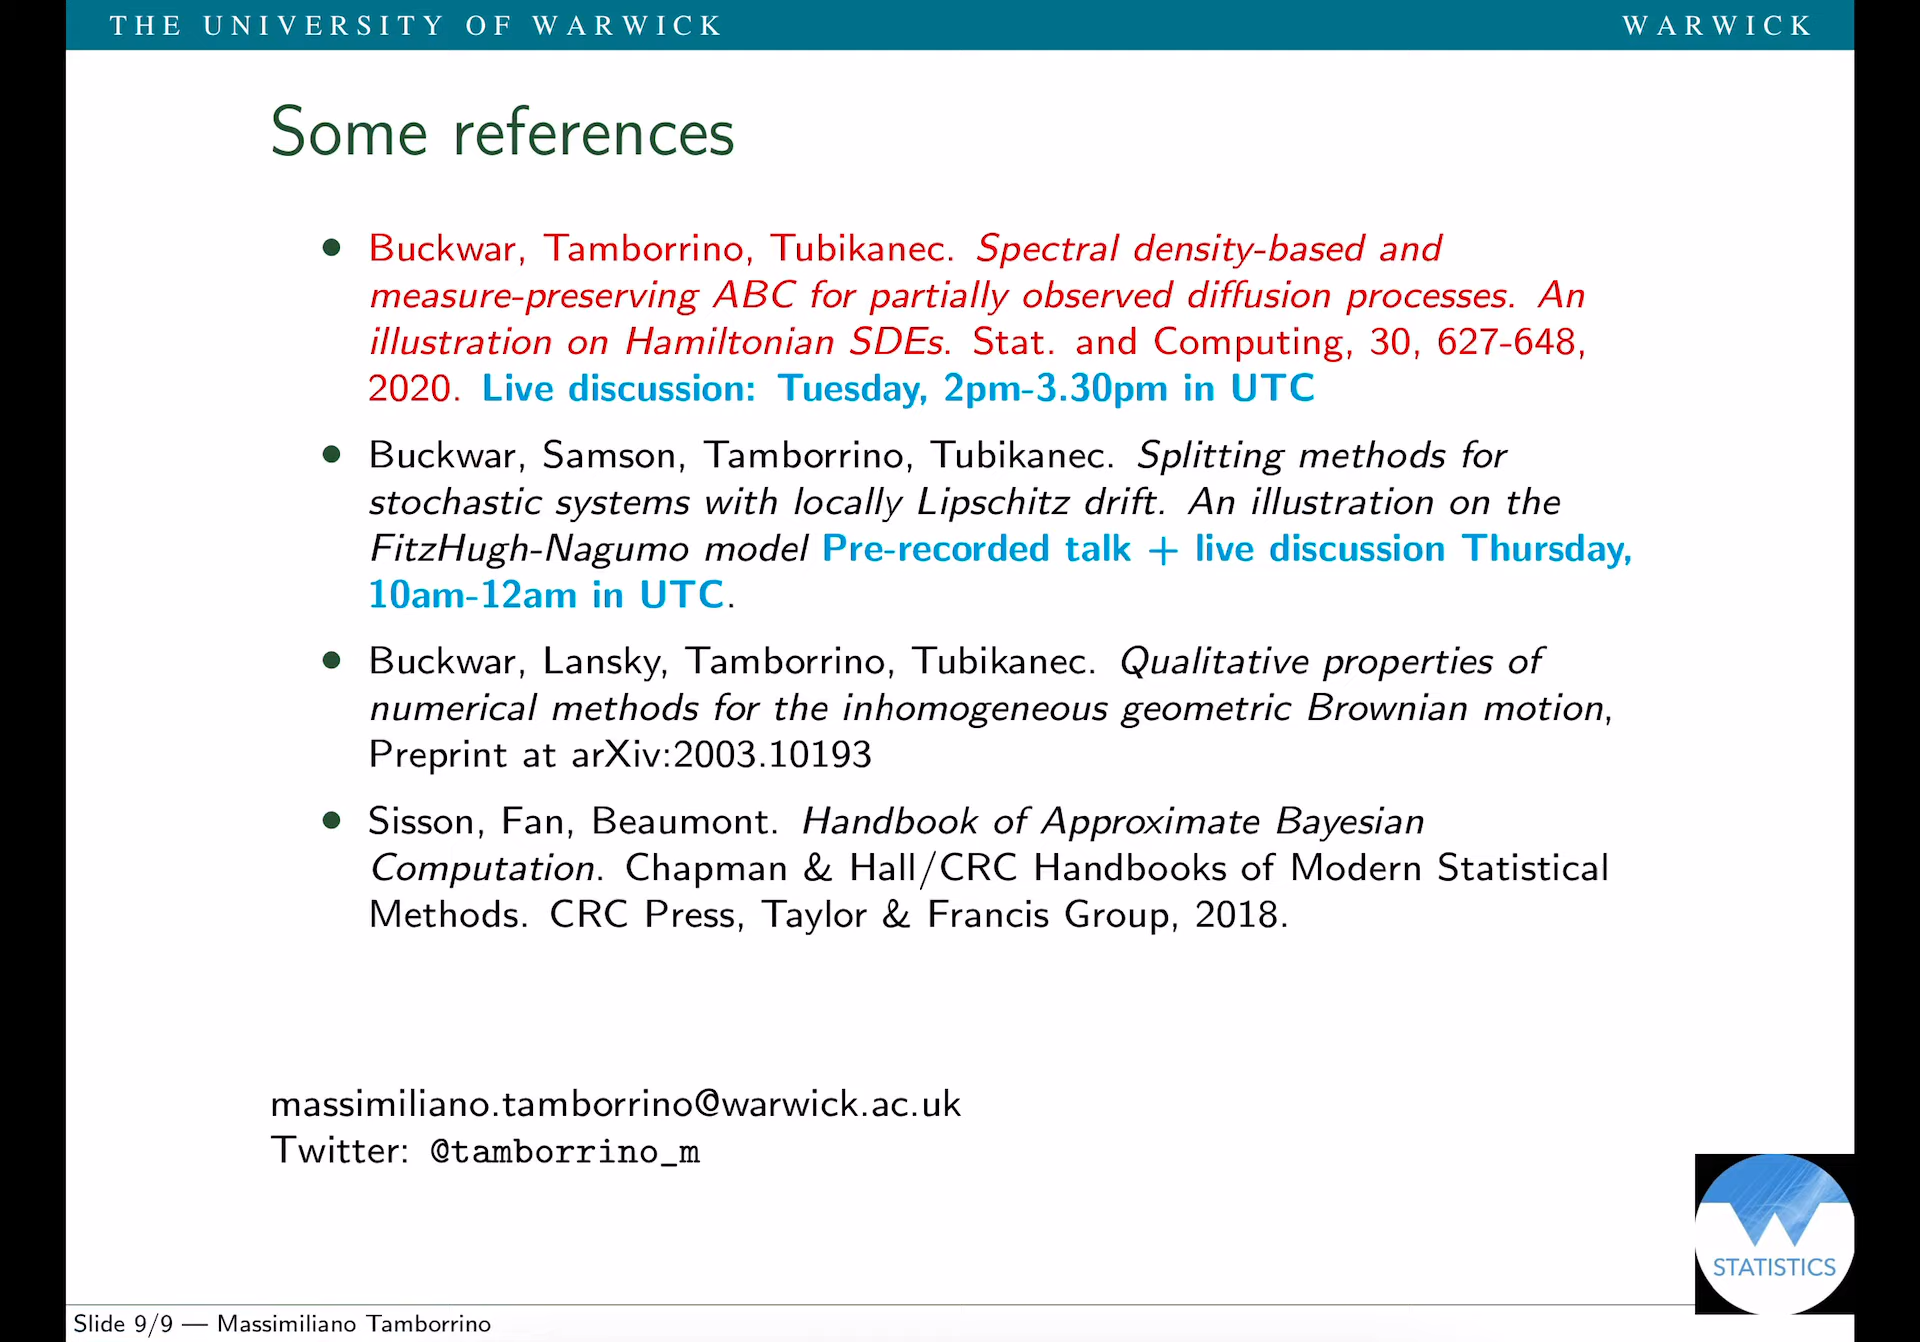 THE UNIVERSITY OF WARWICK
WARWICK
Some references
• Buckwar, Tamborrino, Tubikanec. Spectral density-based and
measure-preserving ABC for partially observed diffusion processes. An
illustration on Hamiltonian SDEs. Stat. and Computing, 30, 627-648,
2020. Live discussion: Tuesday, 2pm-3.30pm in UTC
• Buckwar, Samson, Tamborrino, Tubikanec. Splitting methods for
stochastic systems with locally Lipschitz drift. An illustration on the
FitzHugh-Nagumo model Pre-recorded talk + live discussion Thursday,
10am-12am in UTC.
• Buckwar, Lansky, Tamborrino, Tubikanec. Qualitative properties of
numerical methods for the inhomogeneous geometric Brownian motion,
Preprint at arXiv:2003.10193
• Sisson, Fan, Beaumont. Handbook of Approximate Bayesian
Computation. Chapman & Hall/CRC Handbooks of Modern Statistical
Methods. CRC Press, Taylor & Francis Group, 2018.
massimiliano.tamborrino@warwick.ac.uk
Twitter: @tamborrino_m
STATISTICS
Slide 9/9 — Massimiliano Tamborrino